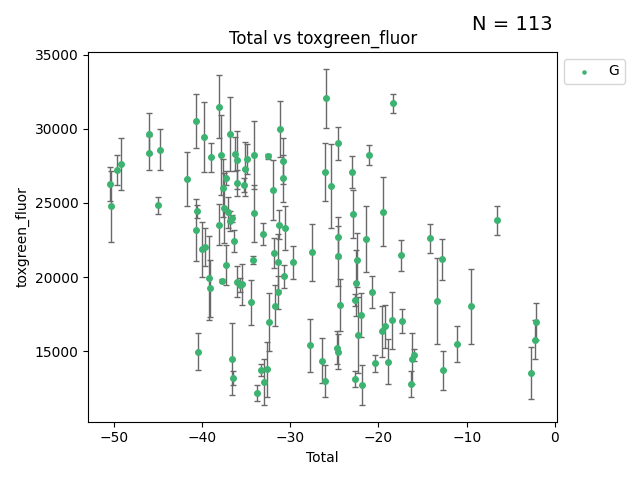 N = 113
Total vs toxgreen_fluor
G
toxgreen_fluor
35000
30000
25000
20000
15000
−50
−40
−30
−20
−10
0
Total